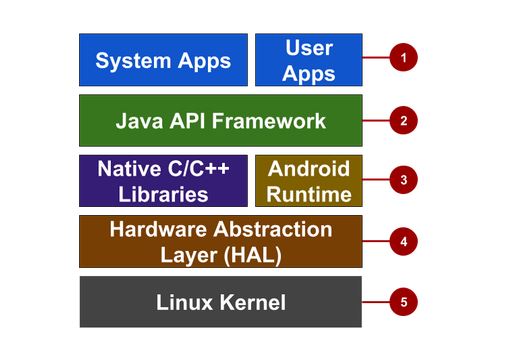 System Apps
User
Apps
1
Java API Framework
2
Native C/C++
Libraries
Android
Runtime
3
Hardware Abstraction
Layer (HAL)
4
Linux Kernel
5